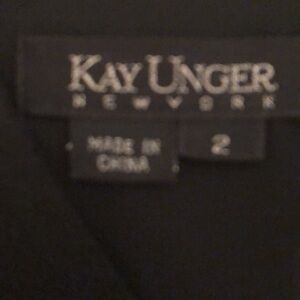 KAY UNGER
NEW YORK
MADE IN
CHINA
2